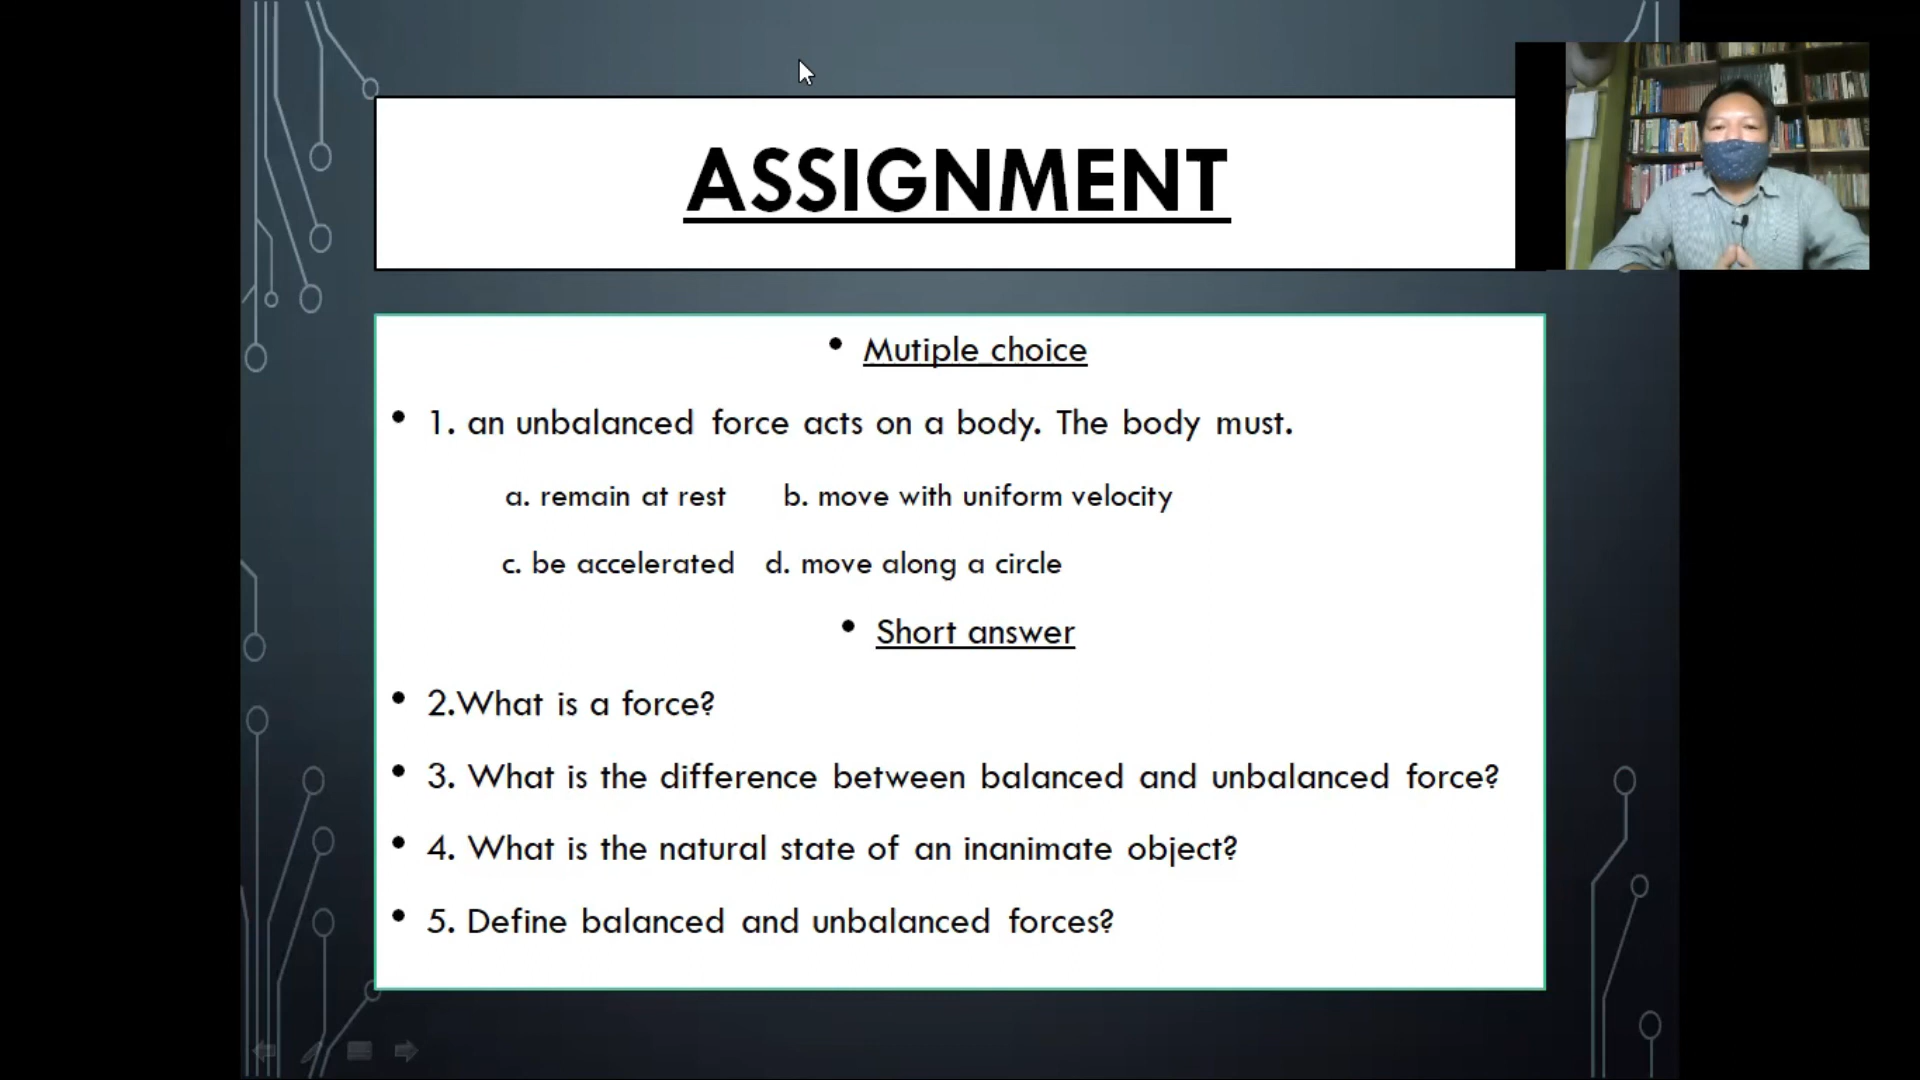 ASSIGNMENT
• Mutiple choice
• 1. an unbalanced force acts on a body. The body must.
a. remain at rest b. move with uniform velocity
c. be accelerated d. move along a circle
• Short answer
• 2.What is a force?
• 3. What is the difference between balanced and unbalanced force?
• 4. What is the natural state of an inanimate object?
• 5. Define balanced and unbalanced forces?